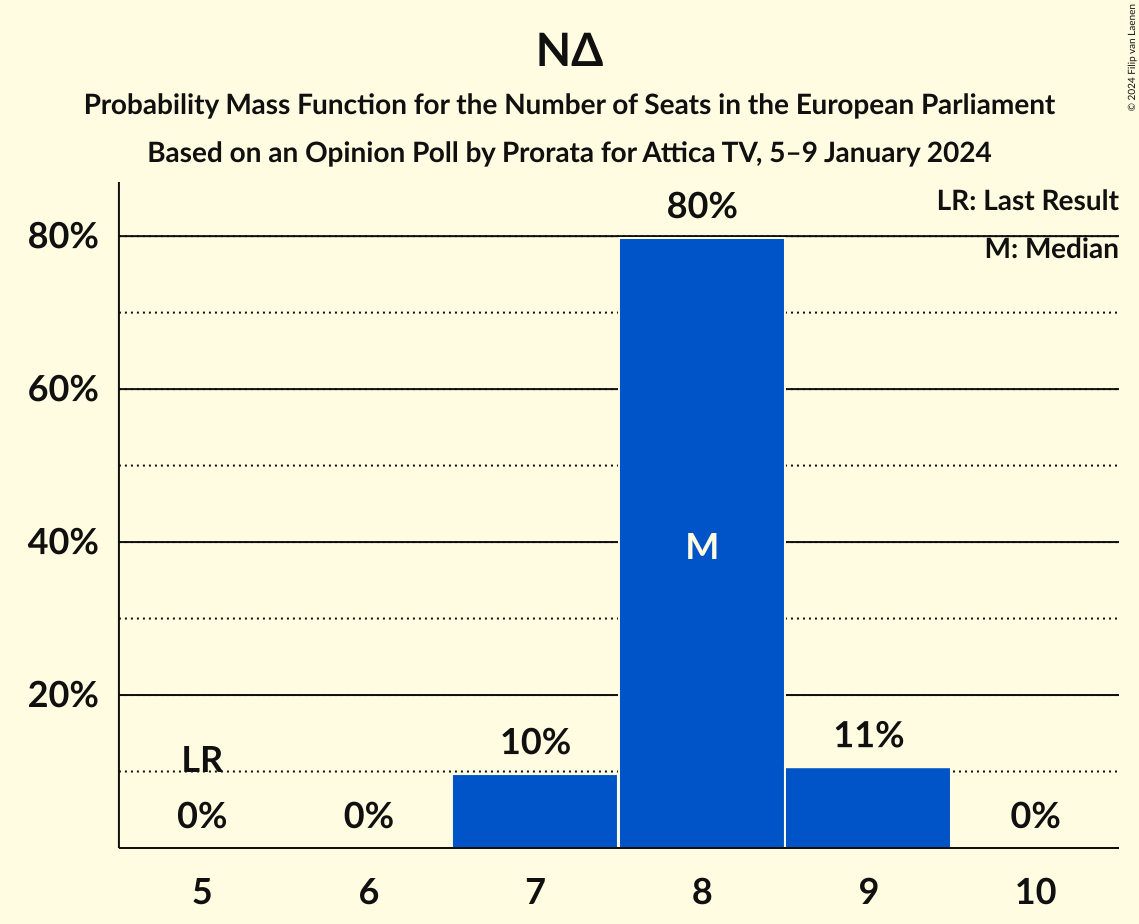 ΝΔ
Probability Mass Function for the Number of Seats in the European Parliament
Based on an Opinion Poll by Prorata for Attica TV, 5–9 January 2024
© 2024 Filip van Laenen
LR: Last Result
M: Median
80%
60%
40%
20%
LR
0%
0%
10%
80%
M
11%
0%
5 6 7 8 9 10